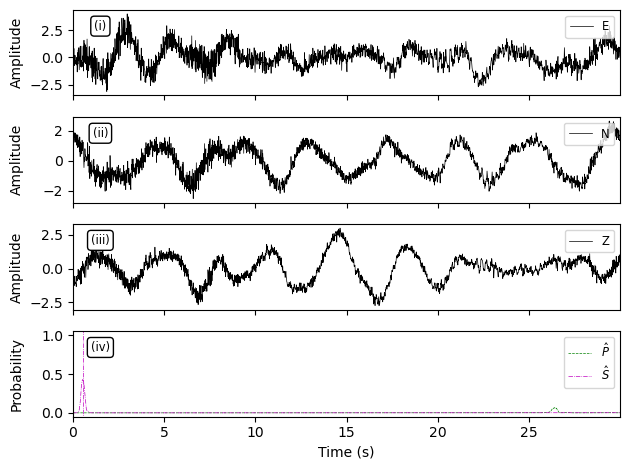 Amplitude
2.5
0.0
−2.5
(i)
E
Amplitude
2
0
−2
(ii)
N
Amplitude
2.5
0.0
−2.5
(iii)
Z
Probability
1.0
0.5
0.0
(iv)
P̂
Ŝ
0 5 10 15 20 25
Time (s)